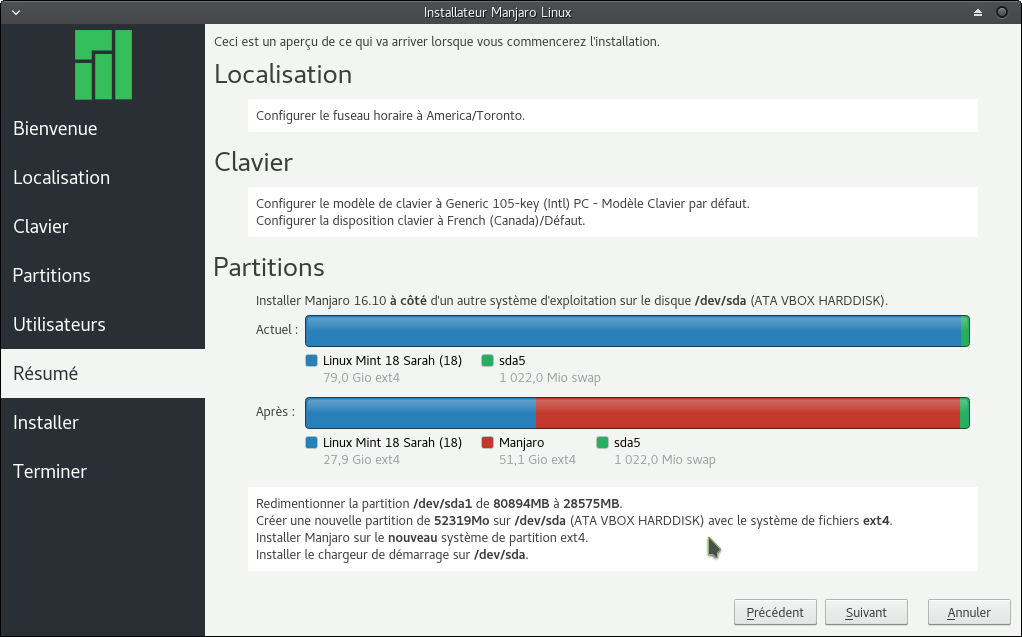 Installateur Manjaro Linux
Bienvenue
Localisation
Clavier
Partitions
Utilisateurs
Résumé
Installer
Terminer
Ceci est un aperçu de ce qui va arriver lorsque vous commencerez l'installation.
Localisation
Configurer le fuseau horaire à America/Toronto.
Clavier
Configurer le modèle de clavier à Generic 105-key (Intl) PC - Modèle Clavier par défaut.
Configurer la disposition clavier à French (Canada)/Défaut.
Partitions
Installer Manjaro 16.10 à côté d'un autre système d'exploitation sur le disque /dev/sda (ATA VBOX HARDDISK).
Actuel :
Linux Mint 18 Sarah (18) sda5
79,0 Gio ext4 1 022,0 Mio swap
Après :
Linux Mint 18 Sarah (18) Manjaro sda5
27,9 Gio ext4 51,1 Gio ext4 1 022,0 Mio swap
Redimentionner la partition /dev/sda1 de 80894MB à 28575MB.
Créer une nouvelle partition de 52319Mo sur /dev/sda (ATA VBOX HARDDISK) avec le système de fichiers ext4.
Installer Manjaro sur le nouveau système de partition ext4.
Installer le chargeur de démarrage sur /dev/sda.
Précédent Suivant Annuler